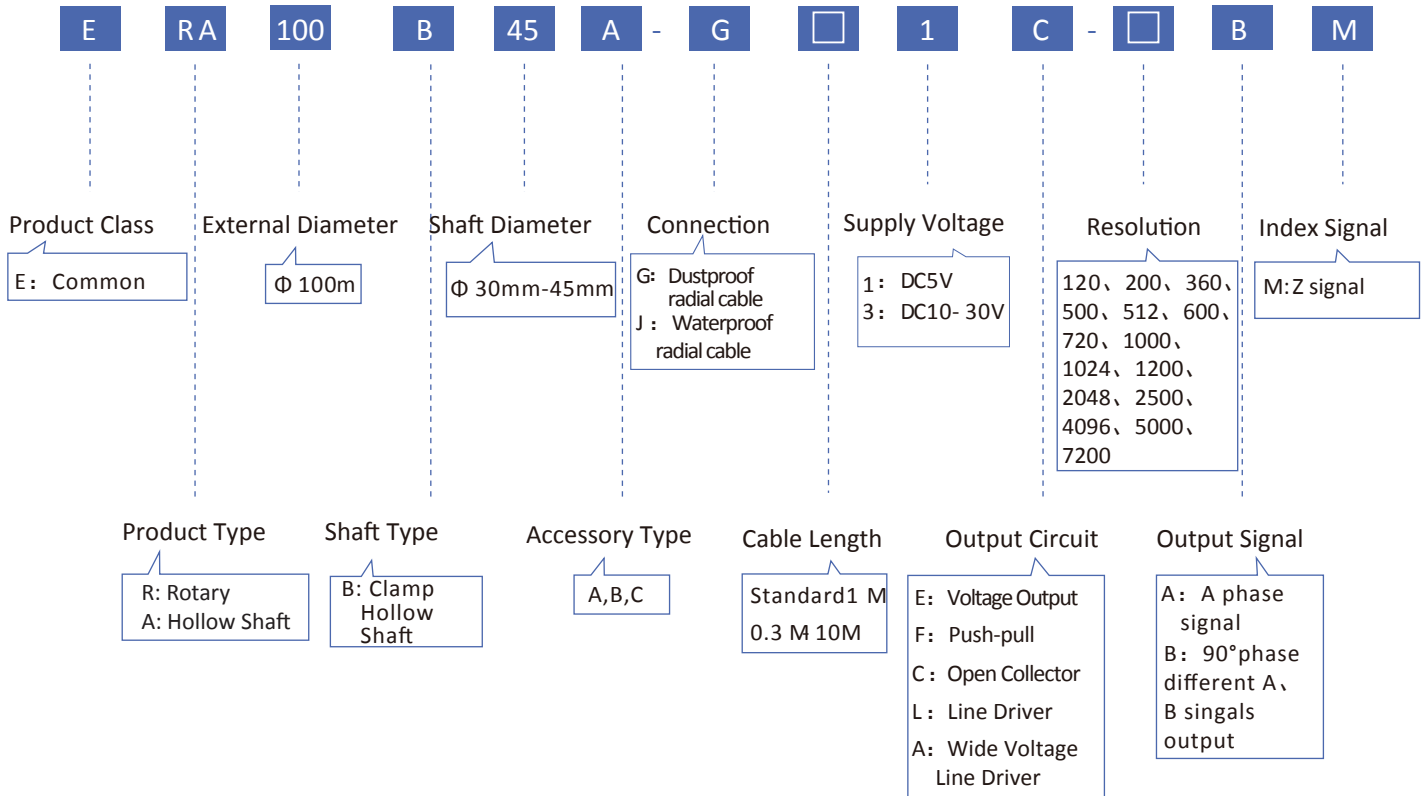 E RA 100 B 45 A - G □ 1 C - □ B M
Product Class
E： Common
External Diameter
Φ 100m
Shaft Diameter
Φ 30mm-45mm
Connection
G： Dustproof
radial cable
J： Waterproof
radial cable
Supply Voltage
1： DC5V
3： DC10- 30V
Resolution
120、200、360、
500、512、600、
720、1000、
1024、1200、
2048、2500、
4096、5000、
7200
Index Signal
M:Z signal
Product Type
R: Rotary
A: Hollow Shaft
Shaft Type
B: Clamp
Hollow
Shaft
Accessory Type
A,B,C
Cable Length
Standard1 M
0.3 M-10M
Output Circuit
E： Voltage Output
F： Push-pull
C： Open Collector
L： Line Driver
A： Wide Voltage
Line Driver
Output Signal
A： A phase
signal
B： 90°phase
different A、
B singals
output